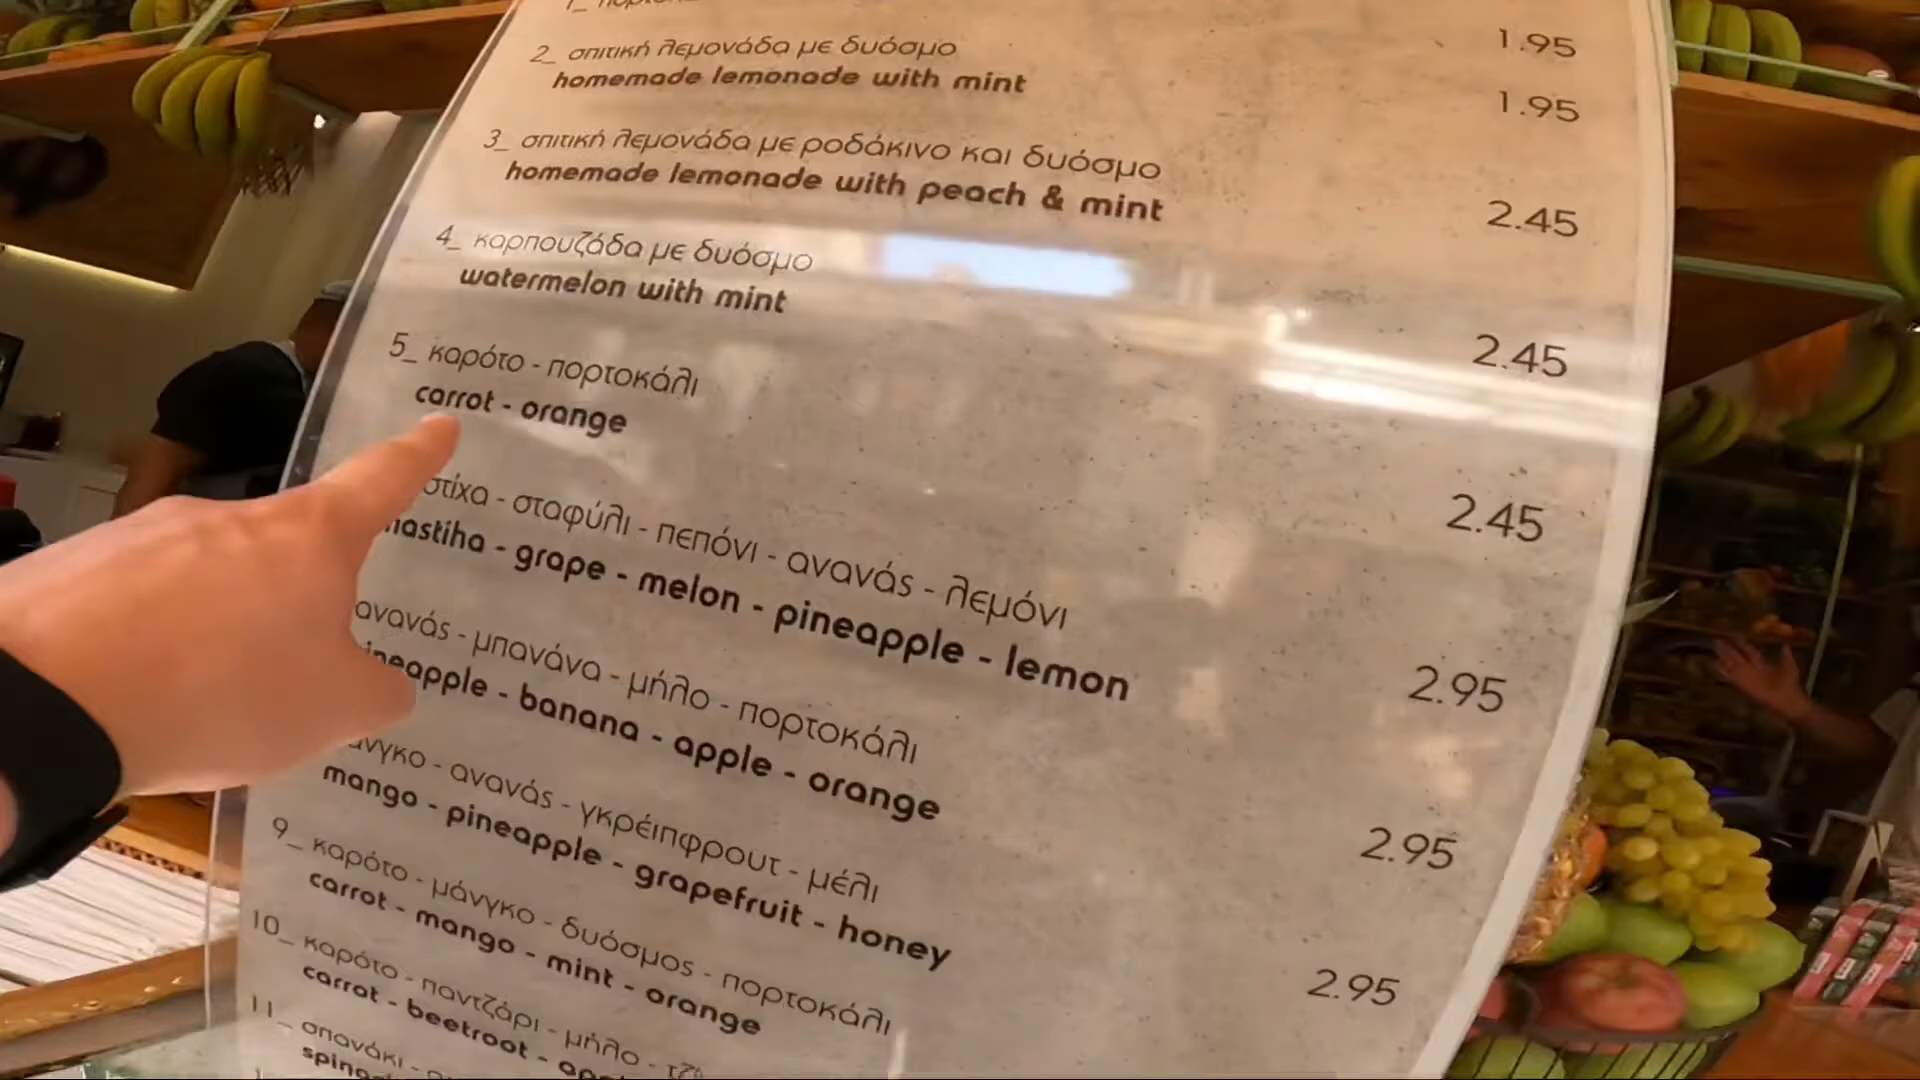 2_ σπιτική λεμονάδα με δυόσμο
homemade lemonade with mint
1.95
1.95
3_ σπιτική λεμονάδα με ροδάκινο και δυόσμο
homemade lemonade with peach & mint
2.45
4_ καρπουζάδα με δυόσμο
watermelon with mint
2.45
5_ καρότο - πορτοκάλι
carrot - orange
2.45
στίχα - σταφύλι - πεπόνι - ανανάς - λεμόνι
mastiha - grape - melon - pineapple - lemon
2.95
ανανάς - μπανάνα - μήλο - πορτοκάλι
pineapple - banana - apple - orange
2.95
άνγκο - ανανάς - γκρέιπφρουτ - μέλι
mango - pineapple - grapefruit - honey
2.95
9_ καρότο - μάνγκο - δυόσμος - πορτοκάλι
carrot - mango - mint - orange
10_ καρότο - παντζάρι - μήλο -
carrot - beetroot -
11_ σπανάκι -